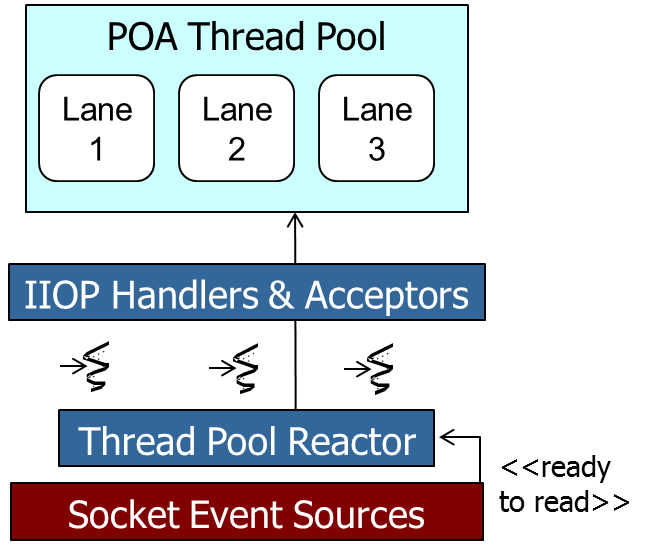 POA Thread Pool
Lane
1
Lane
2
Lane
3
IIOP Handlers & Acceptors
Thread Pool Reactor
<<ready
to read>>
Socket Event Sources